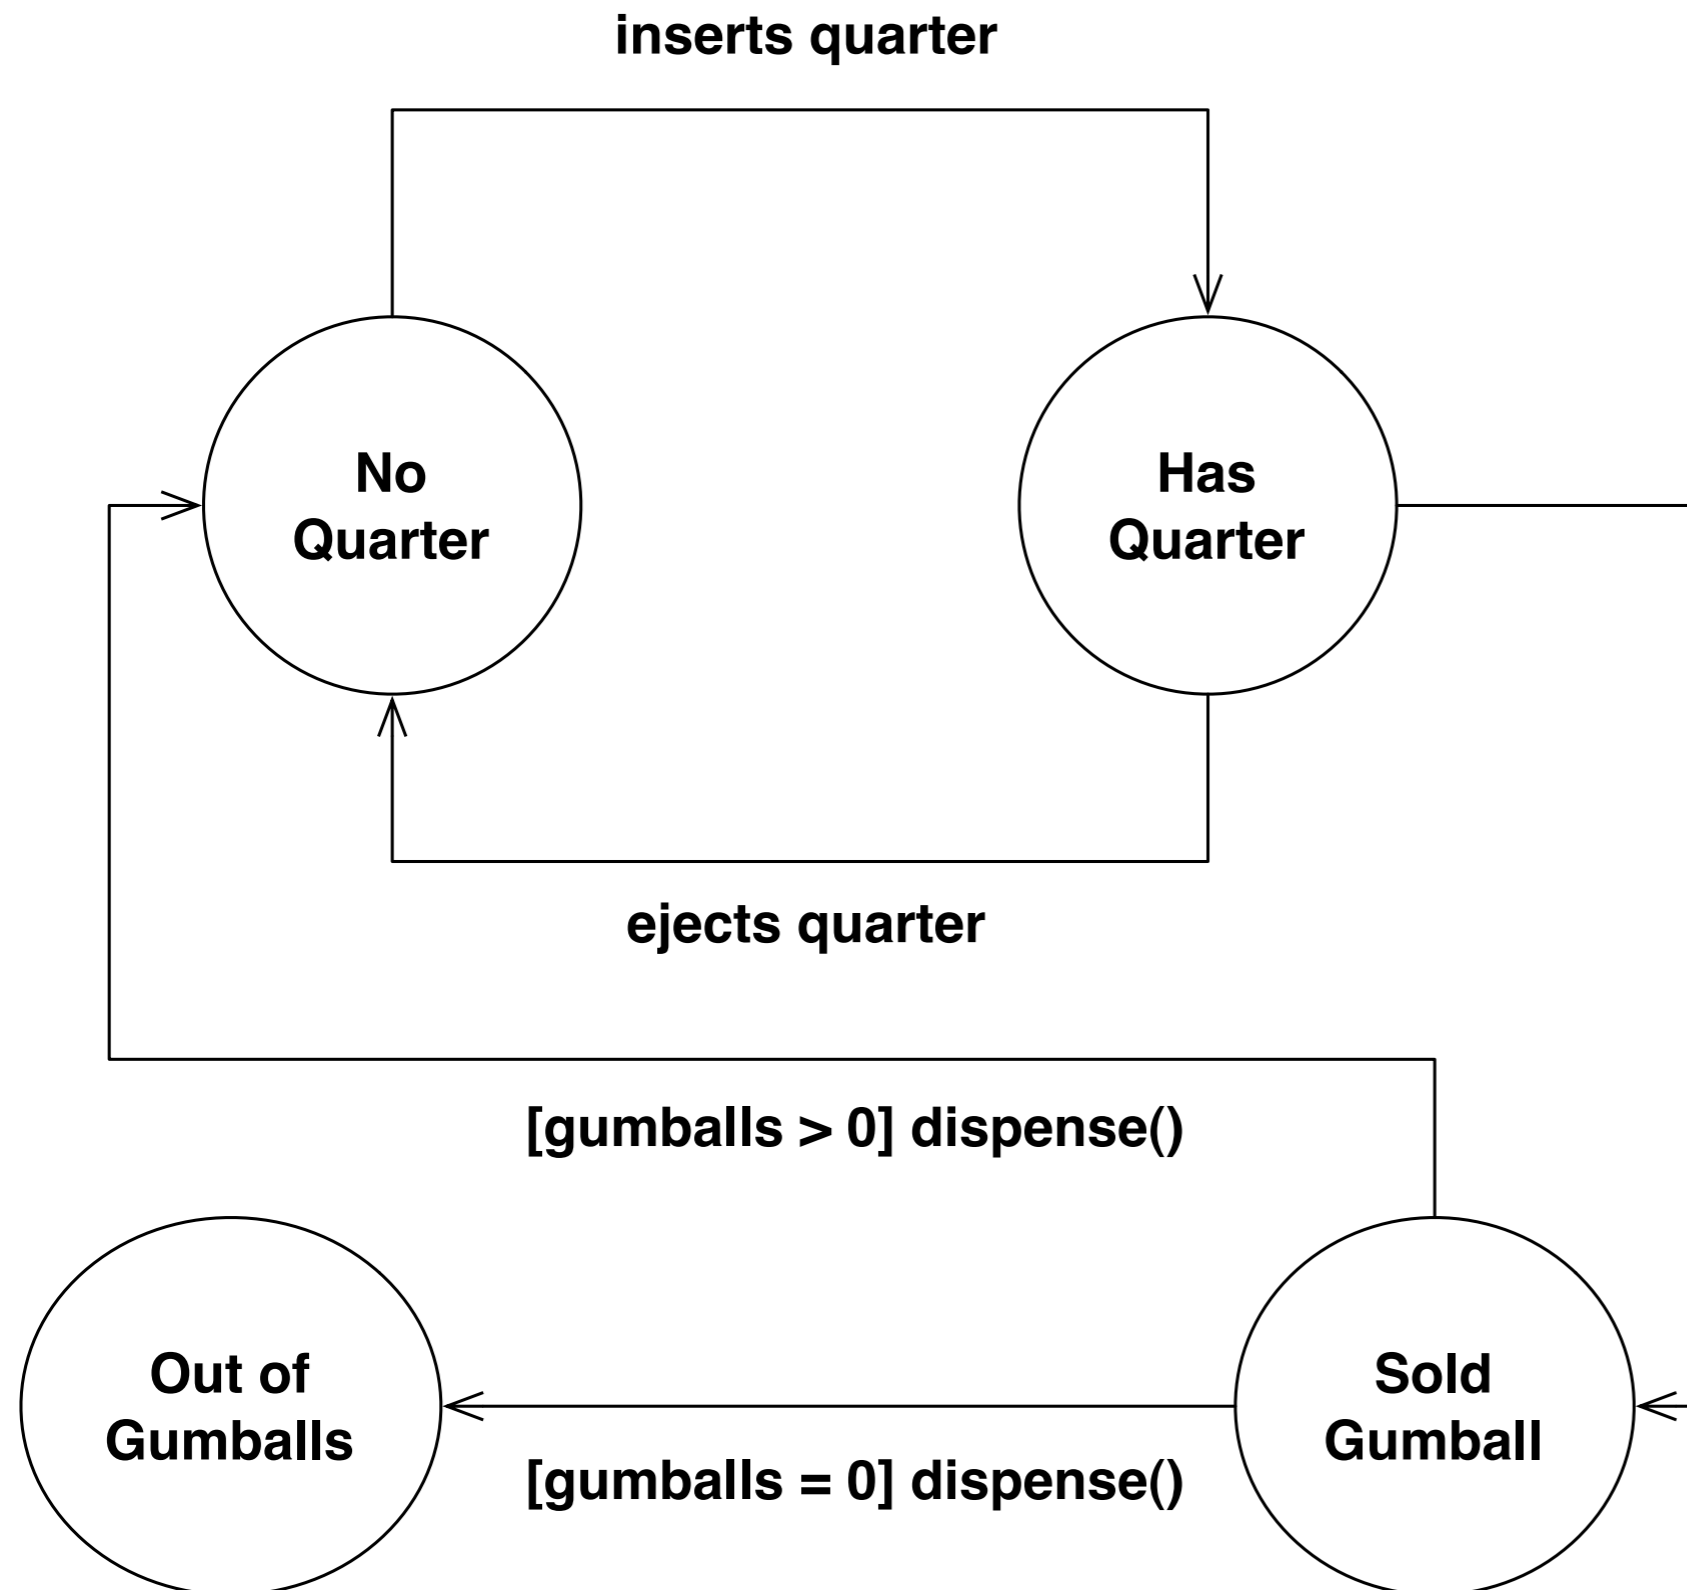 inserts quarter
No
Quarter
Has
Quarter
ejects quarter
[gumballs > 0] dispense()
Out of
Gumballs
Sold
Gumball
[gumballs = 0] dispense()